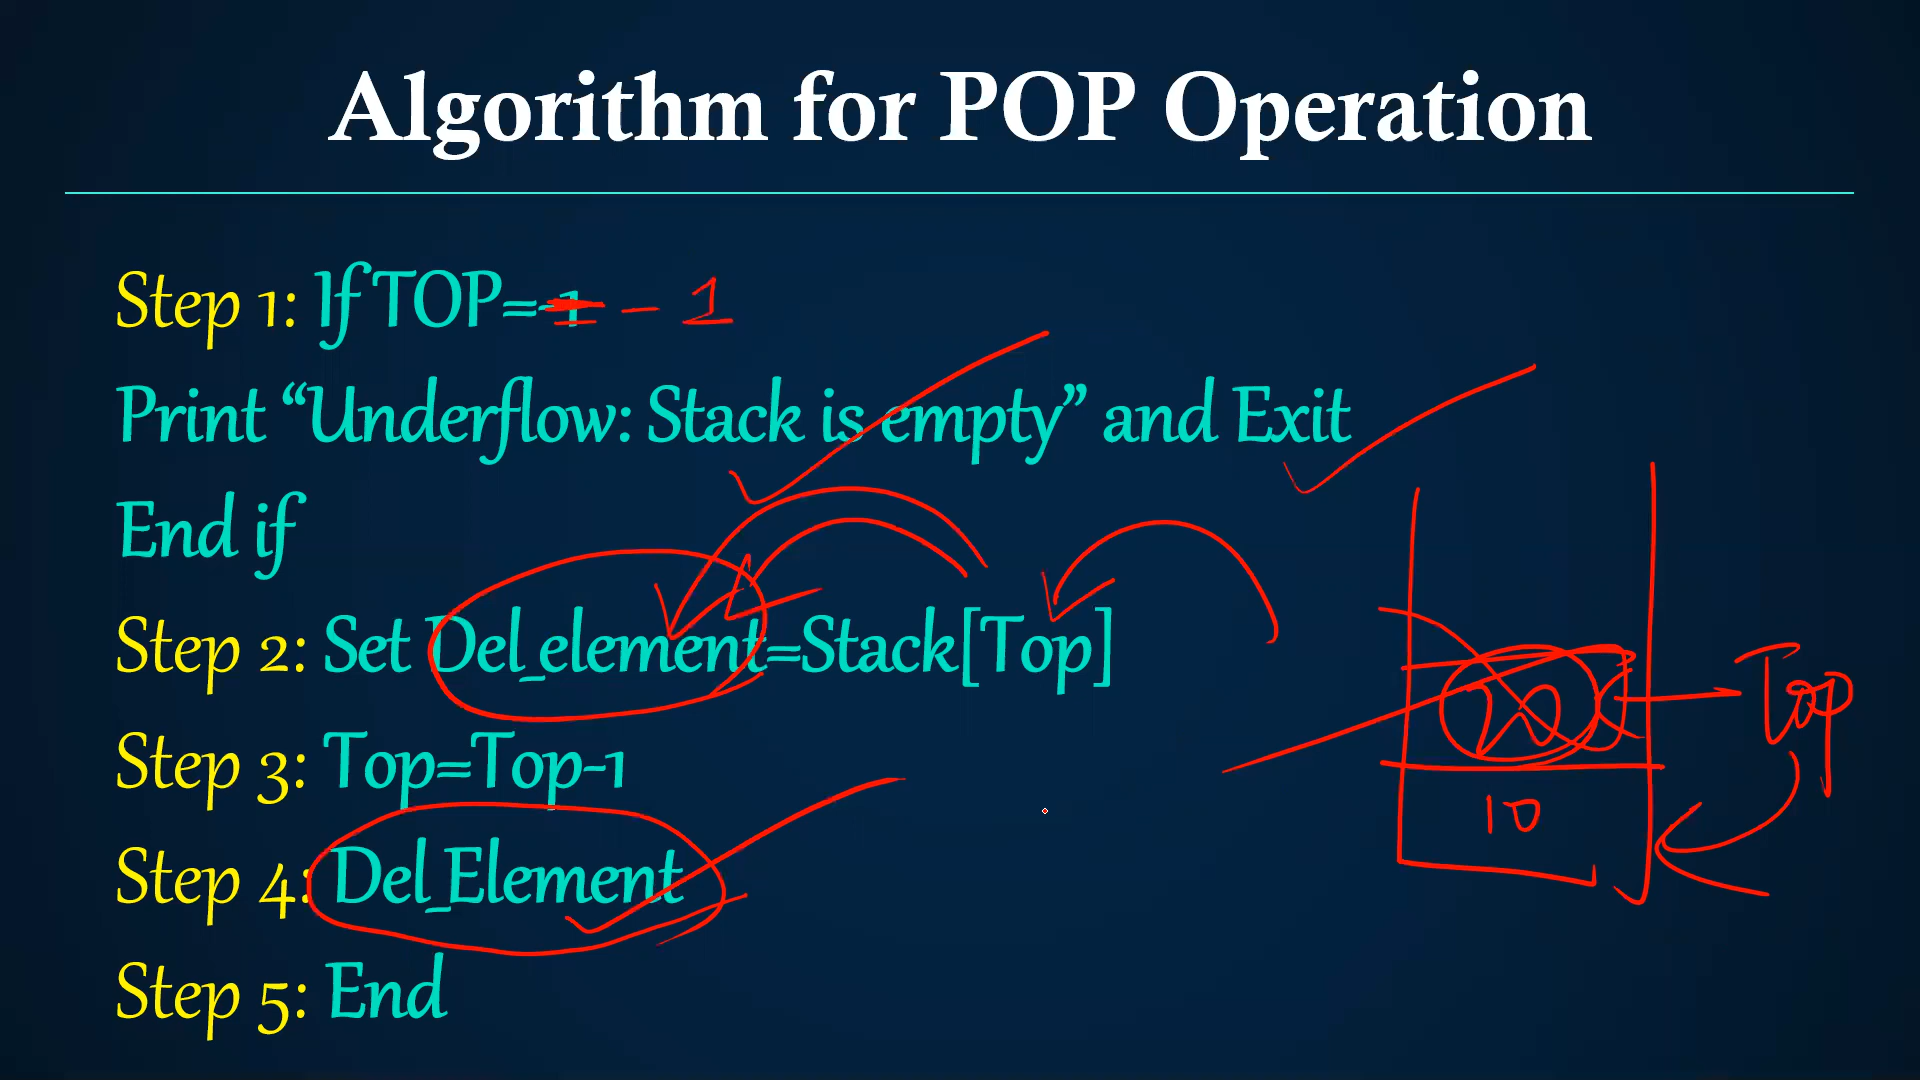 Algorithm for POP Operation
Step 1: If TOP=-1 - 1
Print “Underflow: Stack is empty” and Exit
End if
Step 2: Set Del_element=Stack[Top]
Step 3: Top=Top-1
Step 4: Del_Element
Step 5: End
20
Top
10